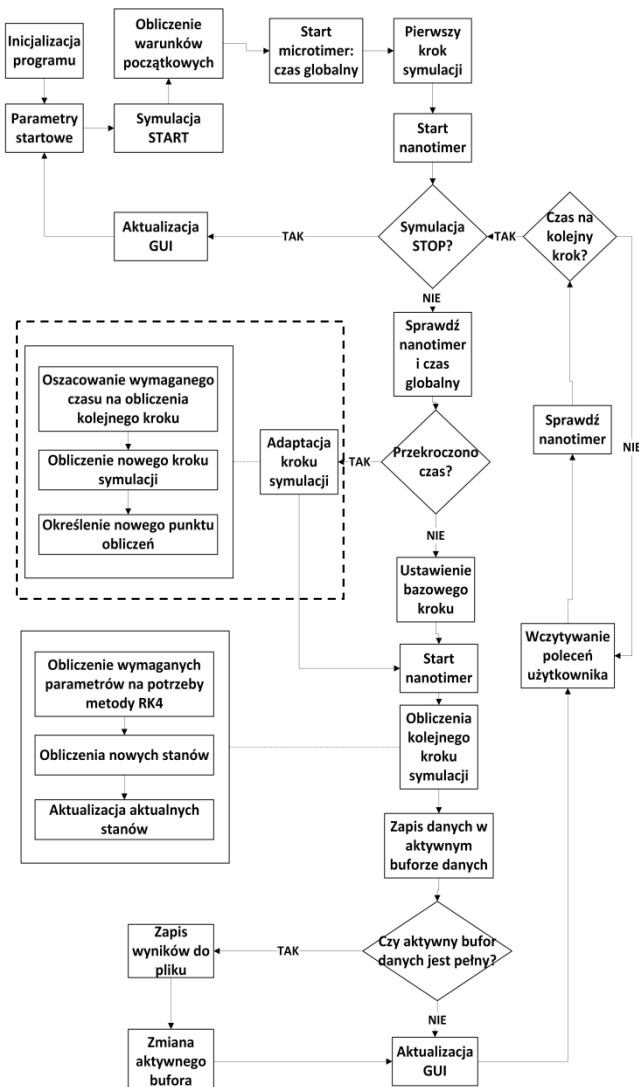 Inicjalizacja
programu
Obliczenie
warunków
początkowych
Start
microtimer:
czas globalny
Pierwszy
krok
symulacji
Parametry
startowe
Symulacja
START
Start
nanotimer
Aktualizacja
GUI
TAK
Symulacja
STOP?
TAK
Czas na
kolejny
krok?
NIE
Sprawdź
nanotimer
i czas
globalny
Sprawdź
nanotimer
NIE
Oszacowanie wymaganego
czasu na obliczenia
kolejnego kroku
Obliczenie nowego kroku
symulacji
Określenie nowego punktu
obliczeń
Adaptacja
kroku
symulacji
TAK
Przekroczono
czas?
NIE
Ustawienie
bazowego
kroku
Start
nanotimer
Wczytywanie
poleceń
użytkownika
Obliczenie wymaganych
parametrów na potrzeby
metody RK4
Obliczenia nowych stanów
Aktualizacja aktualnych
stanów
Obliczenia
kolejnego
kroku
symulacji
Zapis danych w
aktywnym
buforze danych
Zapis
wyników do
pliku
TAK
Czy aktywny bufor
danych jest pełny?
NIE
Zmiana
aktywnego
bufora
Aktualizacja
GUI